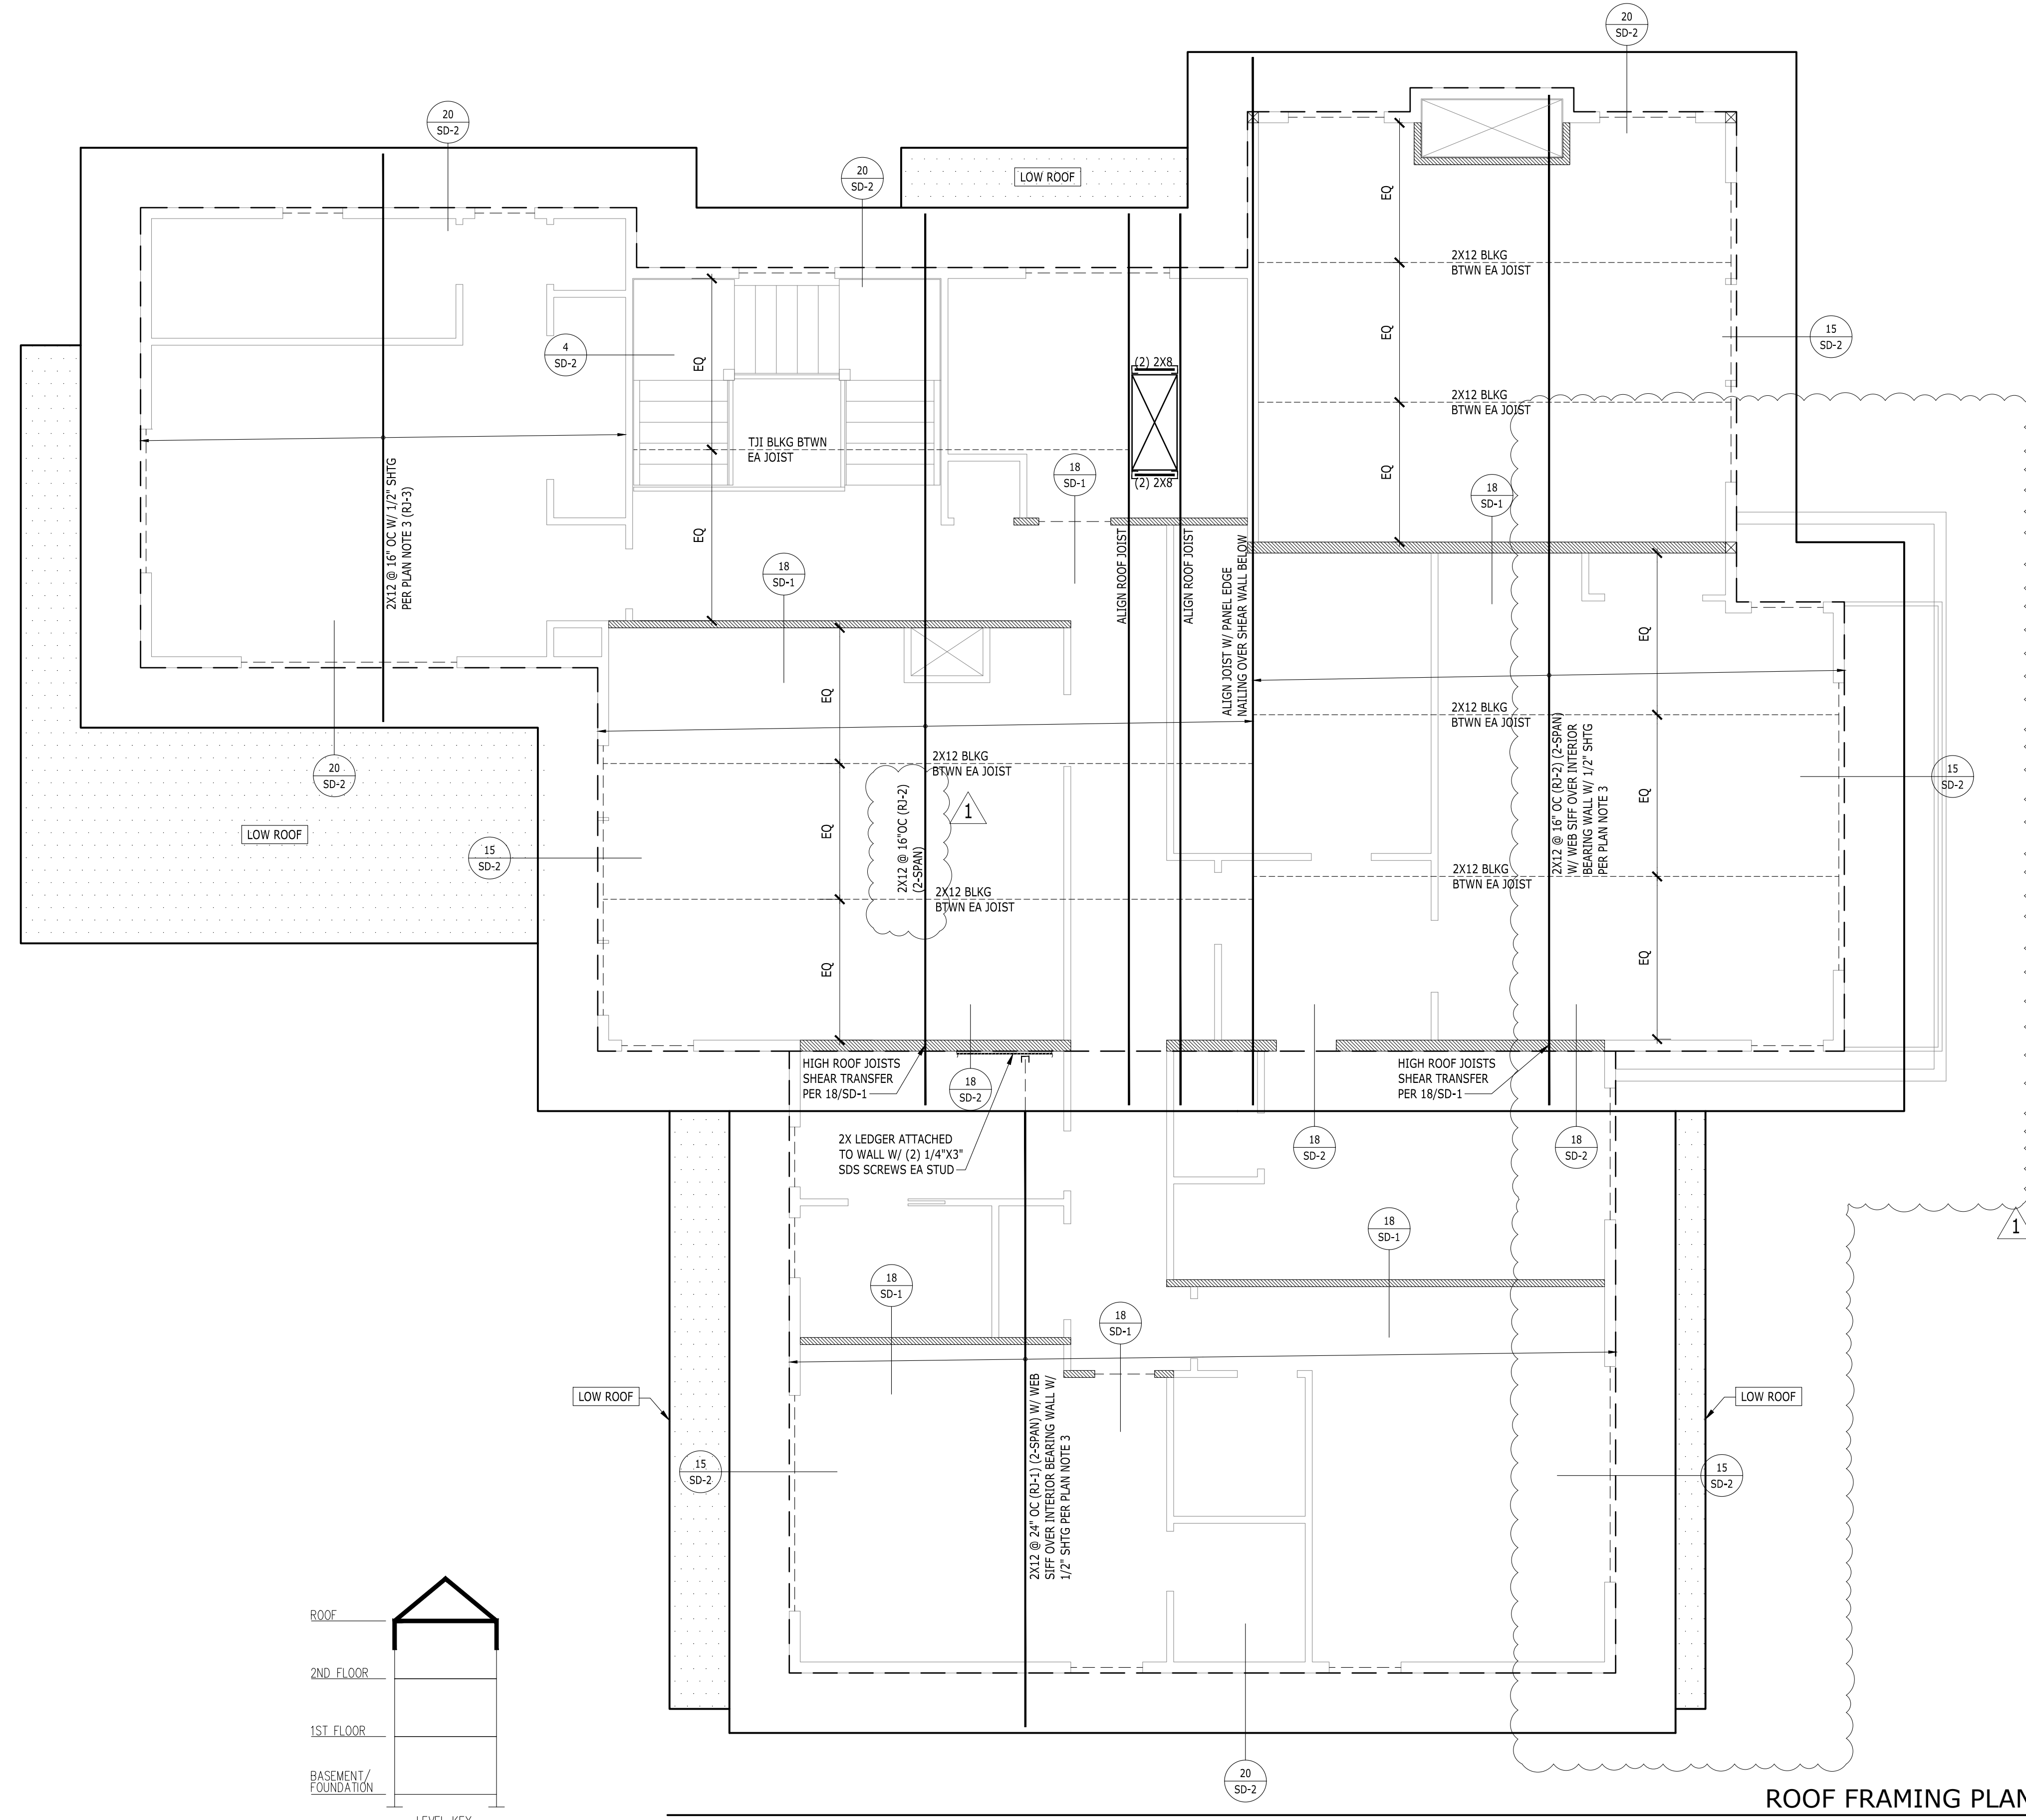 20
SD-2
20
SD-2
20
SD-2
LOW ROOF
EQ
2X12 BLKG
BTWN EA JOIST
15
SD-2
4
SD-2
EQ
EQ
(2) 2X8
2X12 BLKG
BTWN EA JOIST
TJI BLKG BTWN
EA JOIST
18
SD-1
(2) 2X8
EQ
18
SD-1
2X12 @ 16" OC W/ 1/2" SHTG
PER PLAN NOTE 3 (RJ-3)
EQ
18
SD-1
ALIGN ROOF JOIST
ALIGN ROOF JOIST
ALIGN JOIST W/ PANEL EDGE
NAILING OVER SHEAR WALL BELOW
EQ
EQ
2X12 BLKG
BTWN EA JOIST
20
SD-2
2X12 BLKG
BTWN EA JOIST
15
SD-2
1
LOW ROOF
EQ
EQ
15
SD-2
2X12 @ 16"OC (RJ-2)
(2-SPAN)
2X12 @ 16" OC (RJ-2) (2-SPAN)
W/ WEB SIFF OVER INTERIOR
BEARING WALL W/ 1/2" SHTG
PER PLAN NOTE 3
2X12 BLKG
BTWN EA JOIST
2X12 BLKG
BTWN EA JOIST
EQ
EQ
HIGH ROOF JOISTS
SHEAR TRANSFER
PER 18/SD-1
18
SD-2
HIGH ROOF JOISTS
SHEAR TRANSFER
PER 18/SD-1
2X LEDGER ATTACHED
TO WALL W/ (2) 1/4"X3"
SDS SCREWS EA STUD
18
SD-2
18
SD-2
18
SD-1
1
18
SD-1
18
SD-1
LOW ROOF
LOW ROOF
2X12 @ 24" OC (RJ-1) (2-SPAN) W/ WEB
SIFF OVER INTERIOR BEARING WALL W/
1/2" SHTG PER PLAN NOTE 3
15
SD-2
15
SD-2
ROOF
2ND FLOOR
1ST FLOOR
BASEMENT/
FOUNDATION
LEVEL KEY
20
SD-2
ROOF FRAMING PLAN